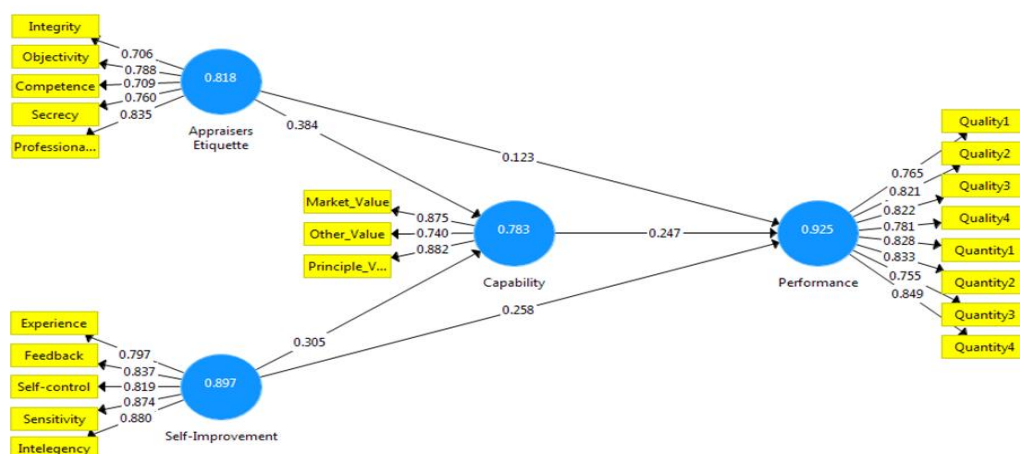 Integrity
Objectivity
Competence
Secrecy
Professiona...
0.706
0.788
0.709
0.760
0.835
0.818
Appraisers
Etiquette
0.384
0.123
Market_Value
Other_Value
Principle_V...
0.875
0.740
0.882
0.783
Capability
0.247
0.925
Performance
0.765
0.821
0.822
0.781
0.828
0.833
0.755
0.849
Quality1
Quality2
Quality3
Quality4
Quantity1
Quantity2
Quantity3
Quantity4
0.305
0.258
Experience
Feedback
Self-control
Sensitivity
Intelegency
0.797
0.837
0.819
0.874
0.880
0.897
Self-Improvement